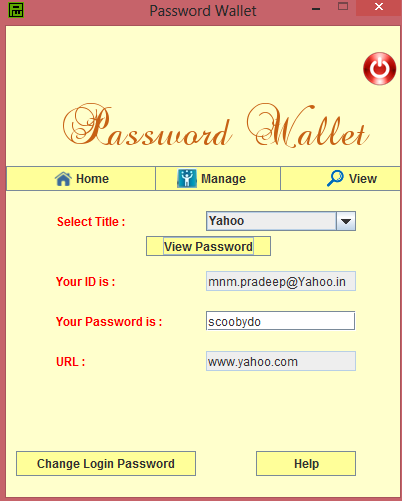 Password Wallet
Password Wallet
Home Manage View
Select Title : Yahoo
View Password
Your ID is : mnm.pradeep@Yahoo.in
Your Password is : scoobydo
URL : www.yahoo.com
Change Login Password Help